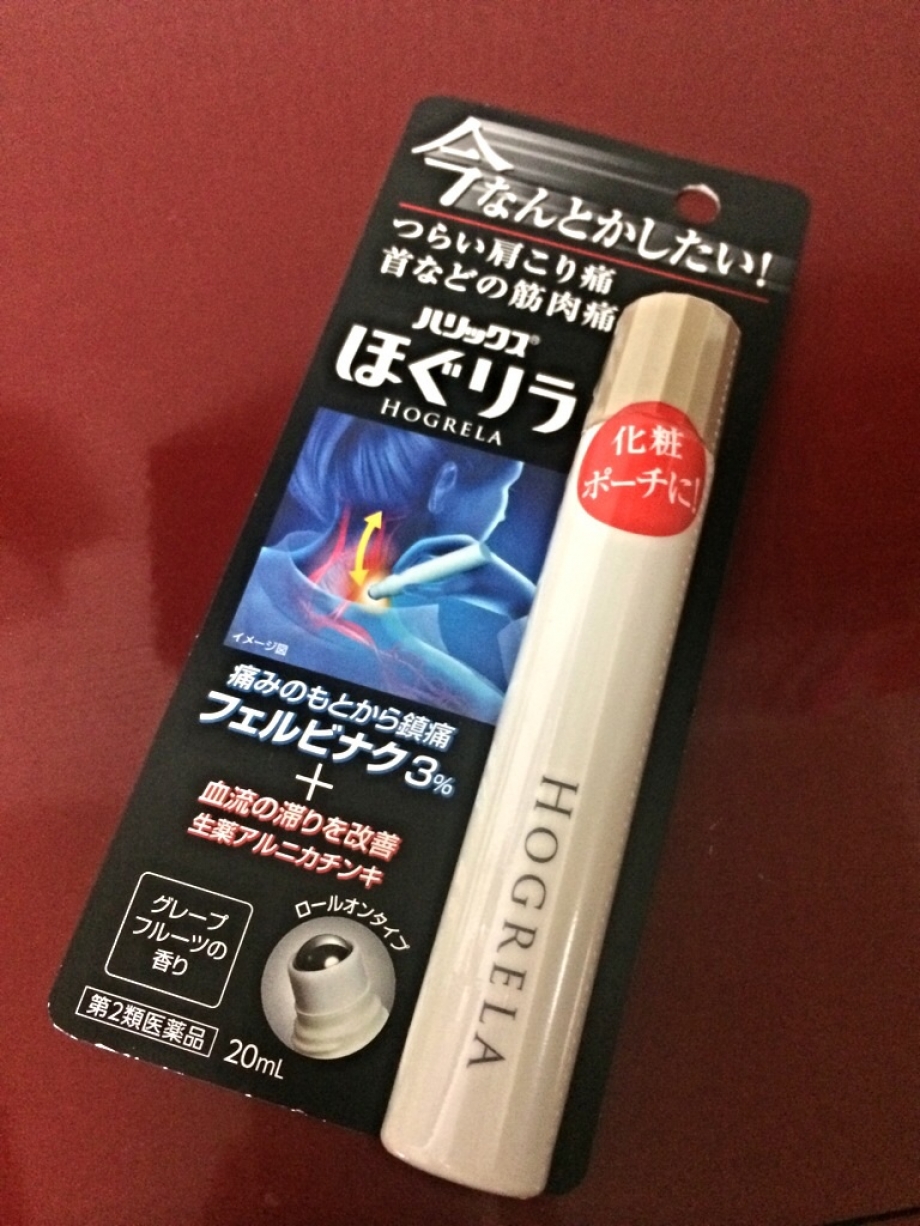 今なんとかしたい!
つらい肩こり痛
首などの筋肉痛
ハリックス®
ほぐリラ
HOGRELA
化粧
ポーチに!
イメージ図
痛みのもとから鎮痛
フェルビナク3%
+
血流の滞りを改善
生薬アルニカチンキ
グレープ
フルーツの
香り
ロールオンタイプ
第2類医薬品
20mL
HOGRELA